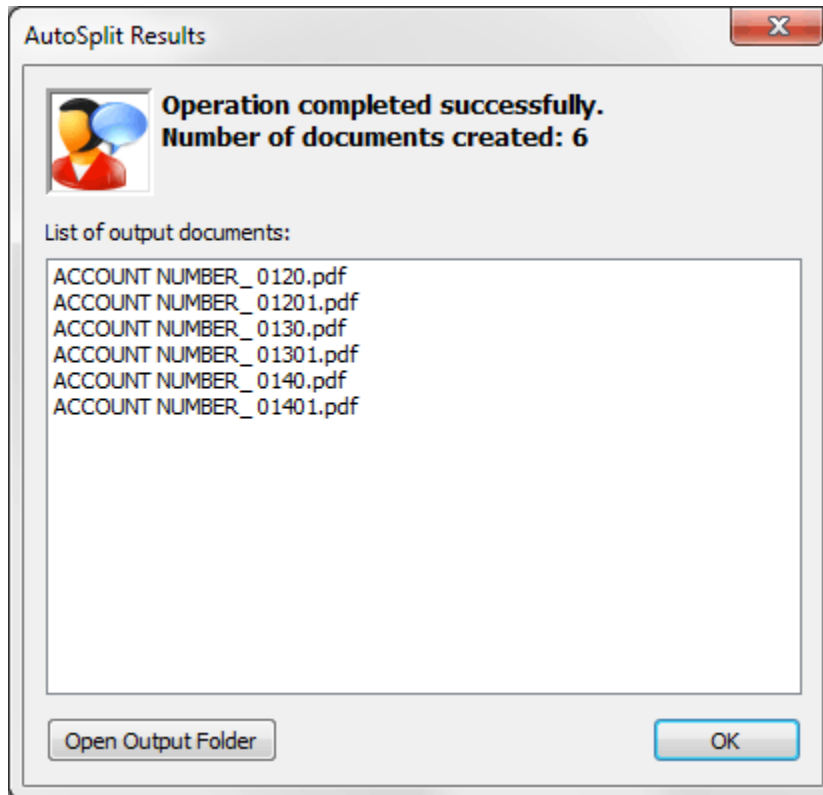 AutoSplit Results
Operation completed successfully.
Number of documents created: 6
List of output documents:
ACCOUNT NUMBER_ 0120.pdf
ACCOUNT NUMBER_ 01201.pdf
ACCOUNT NUMBER_ 0130.pdf
ACCOUNT NUMBER_ 01301.pdf
ACCOUNT NUMBER_ 0140.pdf
ACCOUNT NUMBER_ 01401.pdf
Open Output Folder
OK